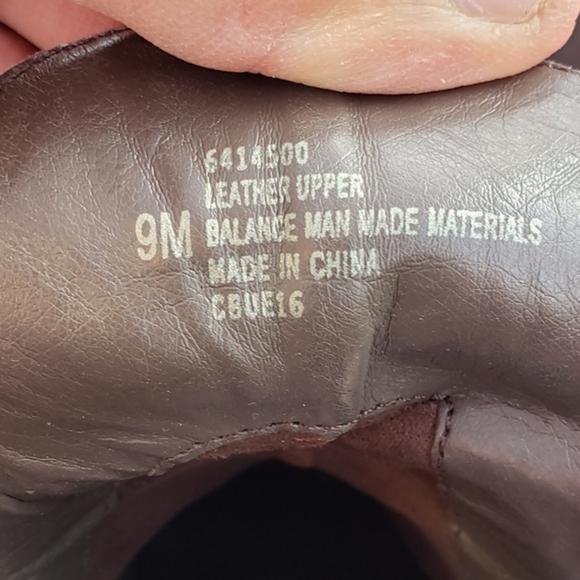 6414500
LEATHER UPPER
9M BALANCE MAN MADE MATERIALS
MADE IN CHINA
CBUE16